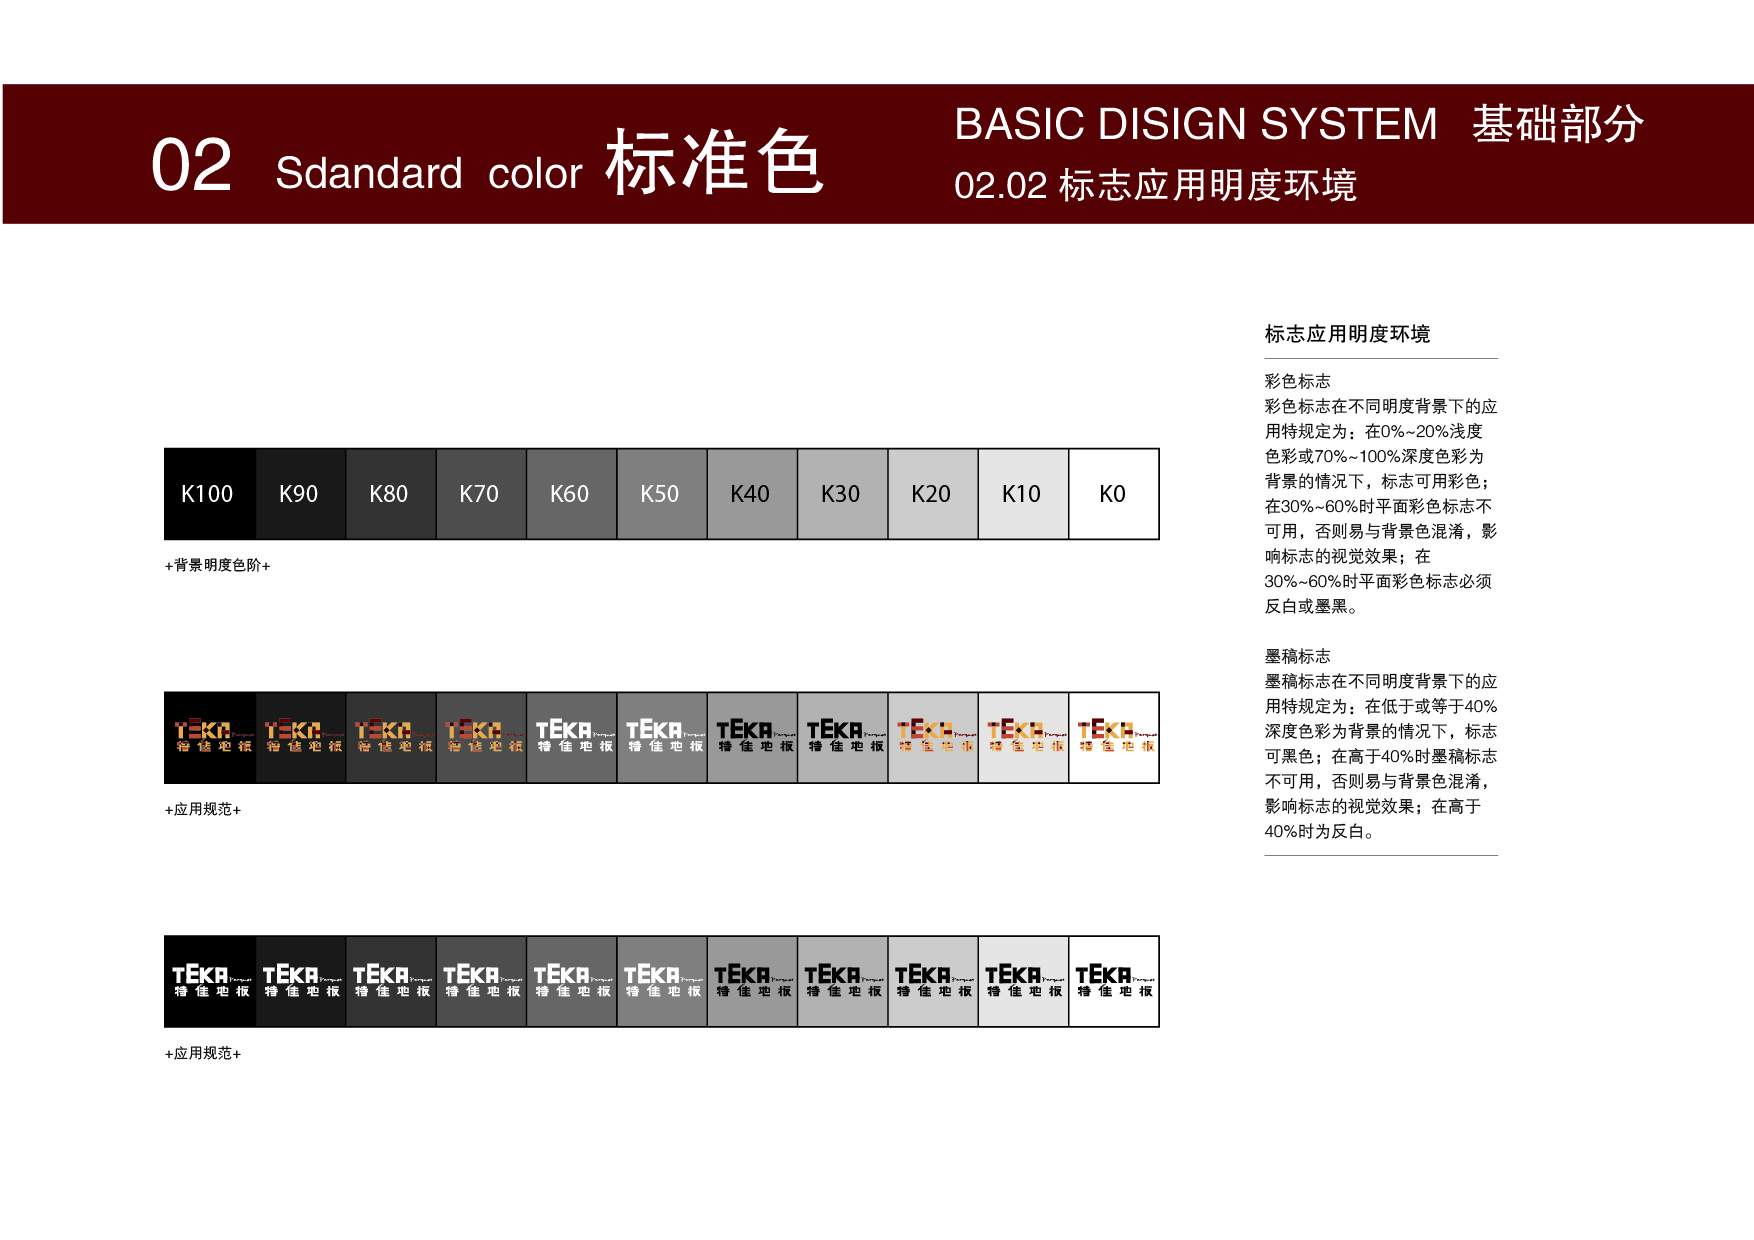 02 Sdandard color 标准色
BASIC DISIGN SYSTEM 基础部分
02.02 标志应用明度环境
标志应用明度环境
彩色标志
彩色标志在不同明度背景下的应
用特规定为：在0%~20%浅度
色彩或70%~100%深度色彩为
背景的情况下，标志可用彩色；
在30%~60%时平面彩色标志不
可用，否则易与背景色混淆，影
响标志的视觉效果；在
30%~60%时平面彩色标志必须
反白或墨黑。
墨稿标志
墨稿标志在不同明度背景下的应
用特规定为：在低于或等于40%
深度色彩为背景的情况下，标志
可黑色；在高于40%时墨稿标志
不可用，否则易与背景色混淆，
影响标志的视觉效果；在高于
40%时为反白。
K100 K90 K80 K70 K60 K50 K40 K30 K20 K10 K0
+背景明度色阶+
TEKA TEKA TEKA TEKA TEKA TEKA TEKA TEKA TEKA TEKA TEKA
特佳地板 特佳地板 特佳地板 特佳地板 特佳地板 特佳地板 特佳地板 特佳地板 特佳地板 特佳地板 特佳地板
+应用规范+
TEKA TEKA TEKA TEKA TEKA TEKA TEKA TEKA TEKA TEKA TEKA
特佳地板 特佳地板 特佳地板 特佳地板 特佳地板 特佳地板 特佳地板 特佳地板 特佳地板 特佳地板 特佳地板
+应用规范+